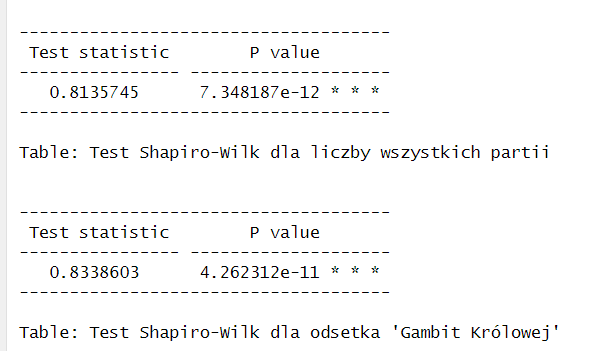 -------------------------------------
Test statistic P value
---------------- --------------------
0.8135745 7.348187e-12 * * *
-------------------------------------
Table: Test Shapiro-Wilk dla liczby wszystkich partii
-------------------------------------
Test statistic P value
---------------- --------------------
0.8338603 4.262312e-11 * * *
-------------------------------------
Table: Test Shapiro-Wilk dla odsetka 'Gambit Królowej'